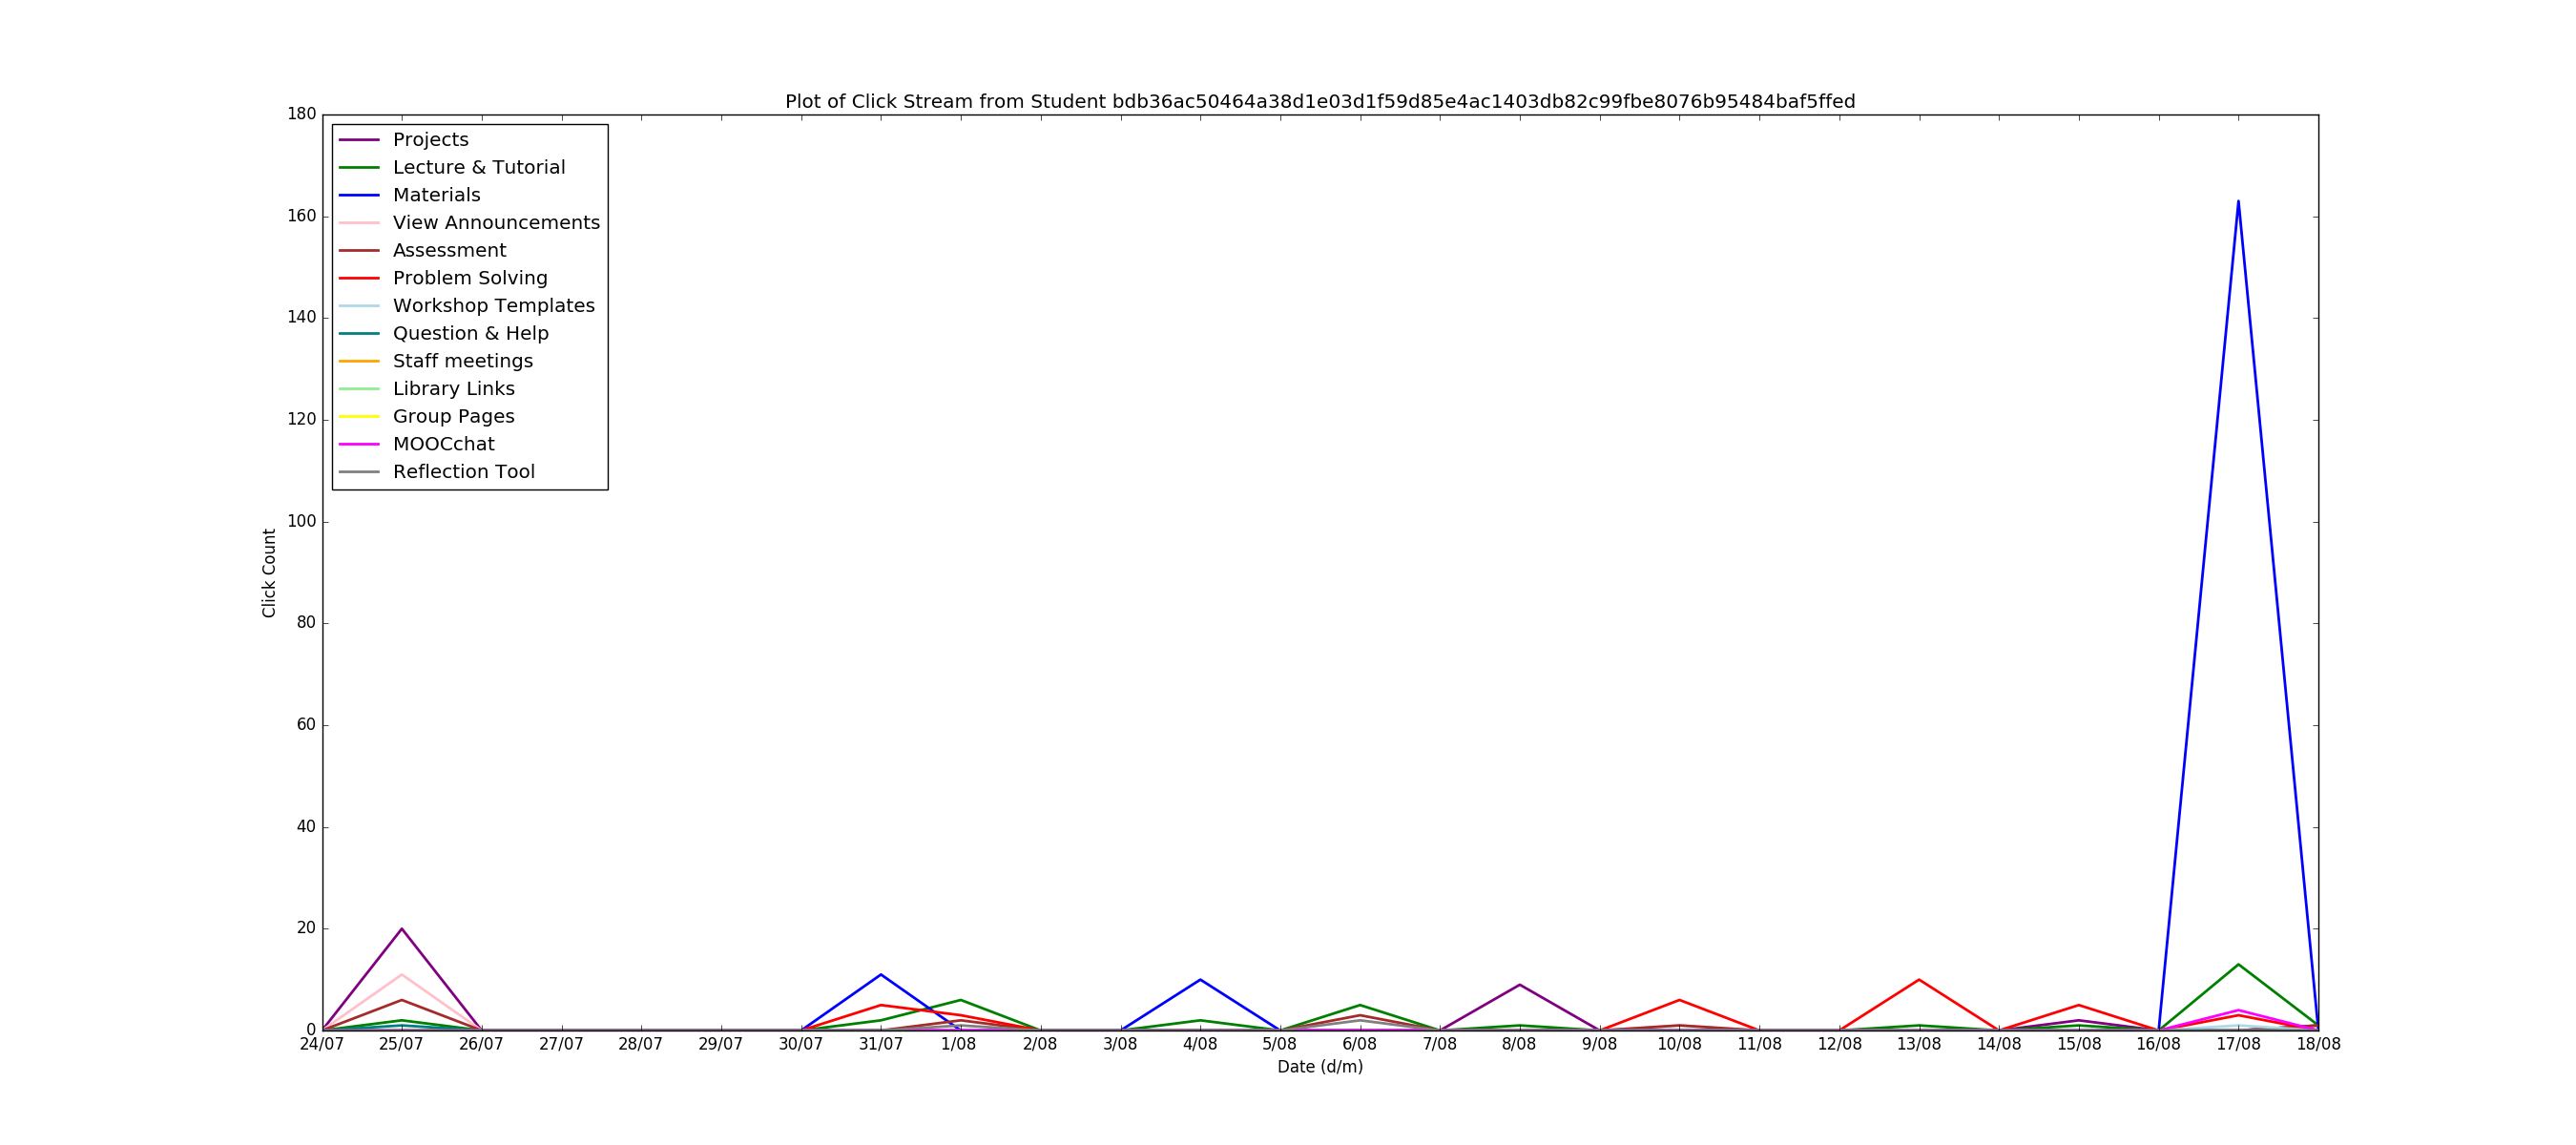 Plot of Click Stream from Student bdb36ac50464a38d1e03d1f59d85e4ac1403db82c99fbe8076b95484baf5ffed
180
160
140
120
100
80
60
40
20
0
Click Count
Projects
Lecture & Tutorial
Materials
View Announcements
Assessment
Problem Solving
Workshop Templates
Question & Help
Staff meetings
Library Links
Group Pages
MOOCchat
Reflection Tool
24/07 25/07 26/07 27/07 28/07 29/07 30/07 31/07 1/08 2/08 3/08 4/08 5/08 6/08 7/08 8/08 9/08 10/08 11/08 12/08 13/08 14/08 15/08 16/08 17/08 18/08
Date (d/m)